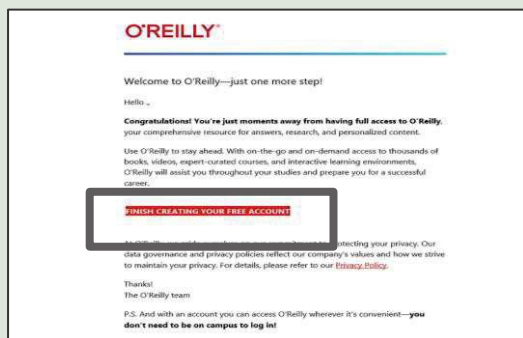 O'REILLY
Welcome to O'Reilly—just one more step!
Hello ,
Congratulations! You're just moments away from having full access to O'Reilly,
your comprehensive resource for answers, research, and personalized content.
Use O'Reilly to stay ahead. With on-the-go and on-demand access to thousands of
books, videos, expert-curated courses, and interactive learning environments,
O'Reilly will assist you throughout your studies and prepare you for a successful
career.
FINISH CREATING YOUR FREE ACCOUNT
protecting your privacy. Our
data governance and privacy policies reflect our company's values and how we strive
to maintain your privacy. For details, please refer to our Privacy Policy.
Thanks!
The O'Reilly team
P.S. And with an account you can access O'Reilly wherever it's convenient—you
don't need to be on campus to log in!